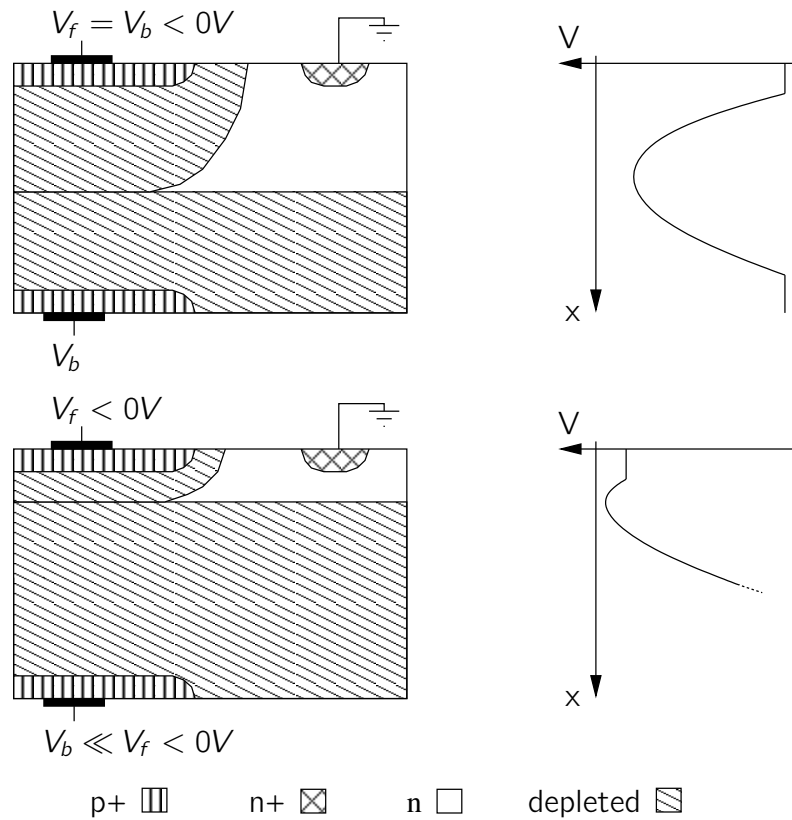 V_f = V_b < 0V
V
x
V_b
V_f < 0V
V
x
V_b ≪ V_f < 0V
p+ n+ n depleted